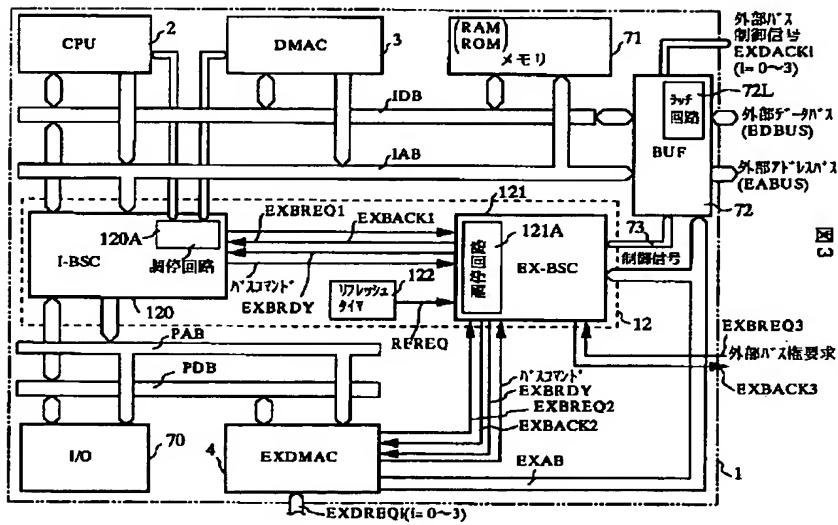 CPU
2
DMAC
3
(RAM
ROM)
メモリ
71
外部バス
制御信号
EXDACKi
(i=0~3)
IDB
72L
ラッチ
回路
BUF
外部データバス
(EDBUS)
IAB
外部アドレスバス
(EABUS)
72
EXBREQ1
EXBACK1
121
120A
調停回路
I-BSC
121A
調停回路
EX-BSC
73
制御信号
図3
バスコマンド
EXBRDY
122
リフレッシュ
タイマ
120
RFREQ
12
PAB
EXBREQ3
外部バス権要求
EXBACK3
PDB
バスコマンド
EXBRDY
EXBREQ2
EXBACK2
I/O
70
4
EXDMAC
EXAB
1
EXDREQi(i=0~3)